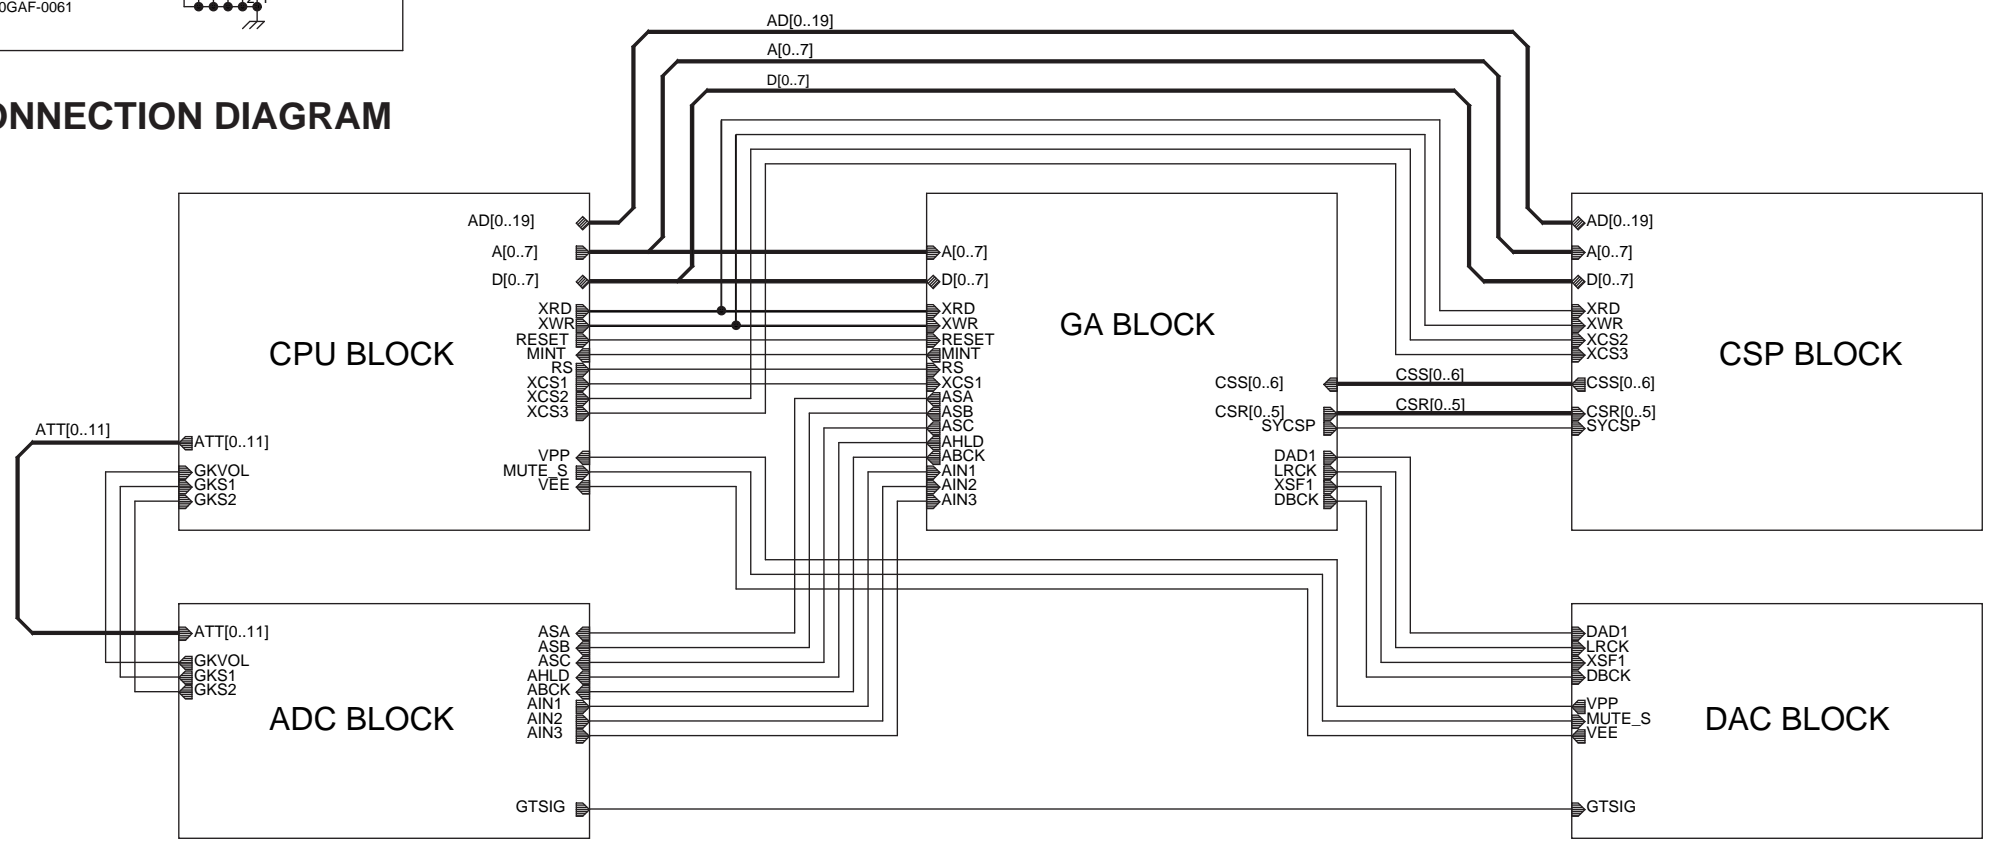 0GAF-0061
ONNECTION DIAGRAM
AD[0..19]
A[0..7]
D[0..7]
CPU BLOCK
AD[0..19]
A[0..7]
D[0..7]
XRD
XWR
RESET
MINT
RS
XCS1
XCS2
XCS3
VPP
MUTE_S
VEE
ATT[0..11]
ATT[0..11]
GKVOL
GKS1
GKS2
GA BLOCK
A[0..7]
D[0..7]
XRD
XWR
RESET
MINT
RS
XCS1
ASA
ASB
ASC
AHLD
ABCK
AIN1
AIN2
AIN3
CSS[0..6]
CSR[0..5]
SYCSP
DAD1
LRCK
XSF1
DBCK
CSS[0..6]
CSR[0..5]
CSP BLOCK
AD[0..19]
A[0..7]
D[0..7]
XRD
XWR
XCS2
XCS3
CSS[0..6]
CSR[0..5]
SYCSP
ADC BLOCK
ATT[0..11]
GKVOL
GKS1
GKS2
ASA
ASB
ASC
AHLD
ABCK
AIN1
AIN2
AIN3
GTSIG
DAC BLOCK
DAD1
LRCK
XSF1
DBCK
VPP
MUTE_S
VEE
GTSIG